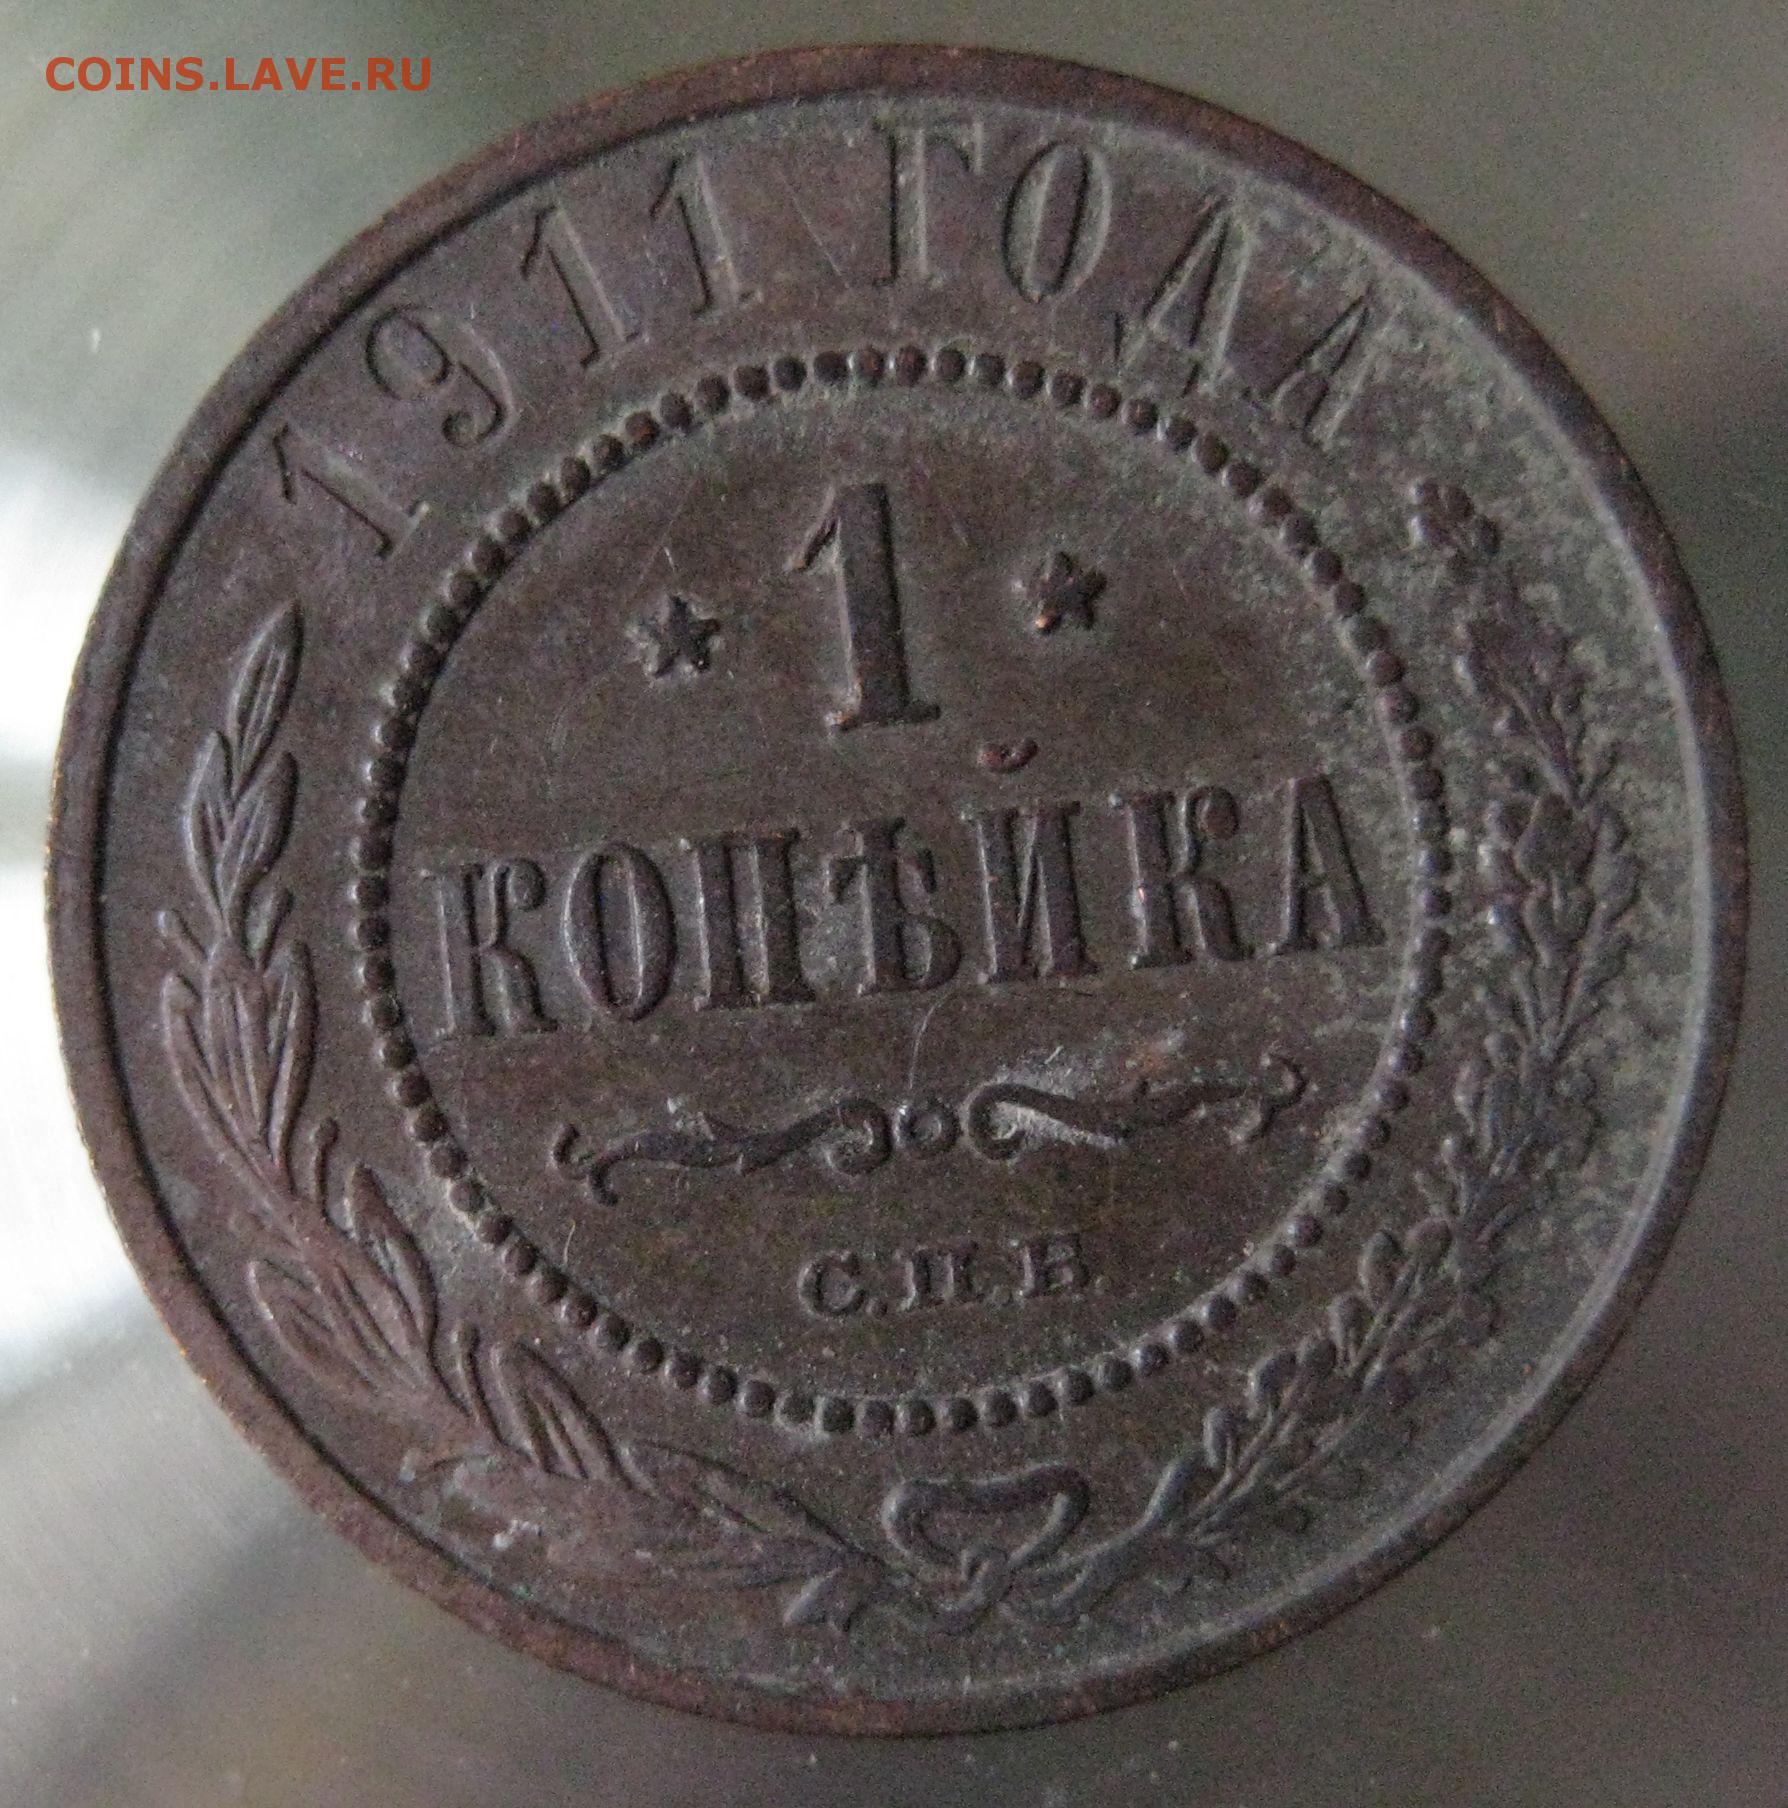 COINS.LAVE.RU
1911 ГОДА
* 1 *
КОПѢЙКА
С.П.Б.